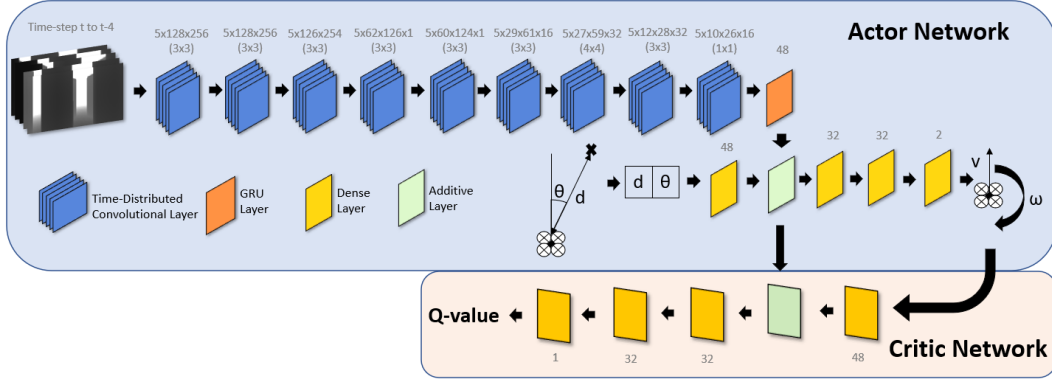 Actor Network
Time-step t to t-4
5x128x256
(3x3)
5x128x256
(3x3)
5x126x254
(3x3)
5x62x126x1
(3x3)
5x60x124x1
(3x3)
5x29x61x16
(3x3)
5x27x59x32
(4x4)
5x12x28x32
(3x3)
5x10x26x16
(1x1)
48
θ
d
d θ
48
32
32
2
v
ω
Time-Distributed
Convolutional Layer
GRU
Layer
Dense
Layer
Additive
Layer
Q-value
1
32
32
48
Critic Network